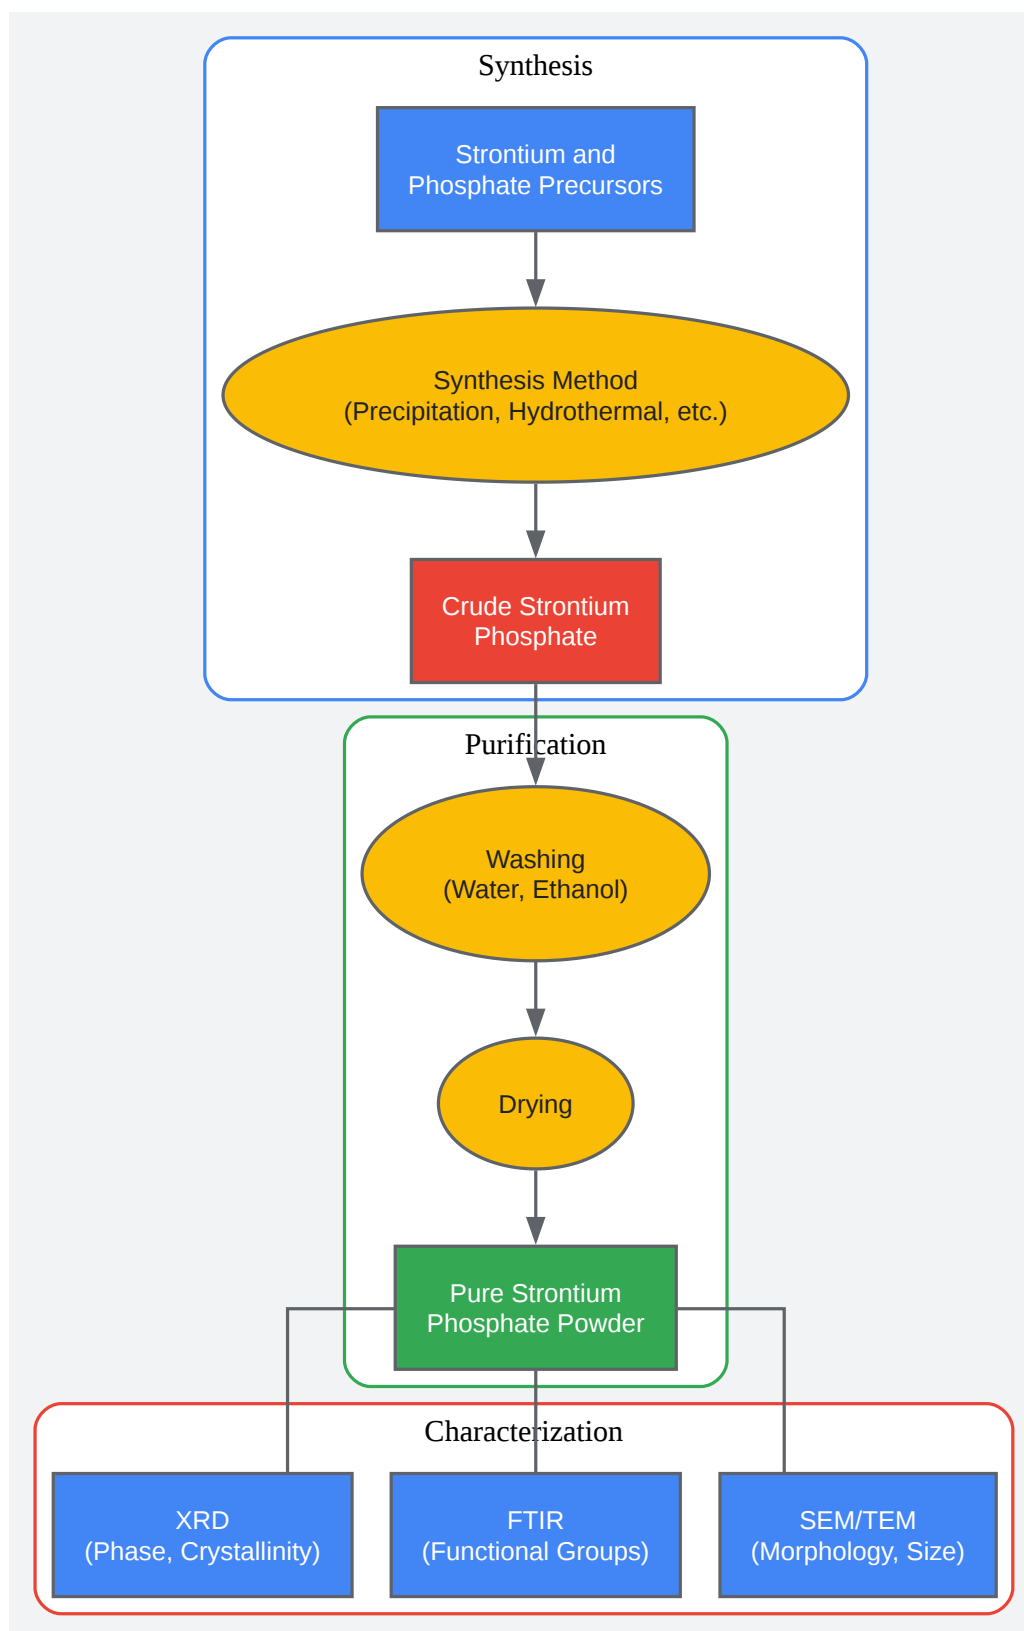 Synthesis
Strontium and
Phosphate Precursors
Synthesis Method
(Precipitation, Hydrothermal, etc.)
Crude Strontium
Phosphate
Purification
Washing
(Water, Ethanol)
Drying
Pure Strontium
Phosphate Powder
Characterization
XRD
(Phase, Crystallinity)
FTIR
(Functional Groups)
SEM/TEM
(Morphology, Size)